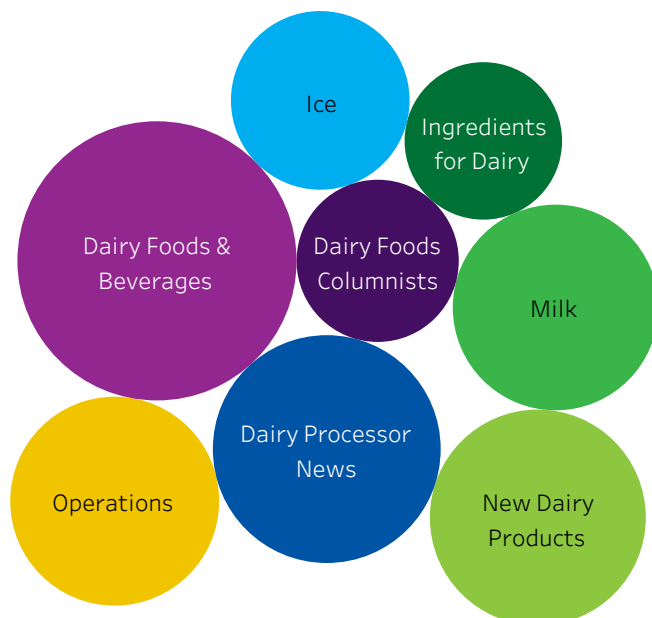 Ice
Ingredients
for Dairy
Dairy Foods &
Beverages
Dairy Foods
Columnists
Milk
Dairy Processor
News
Operations
New Dairy
Products